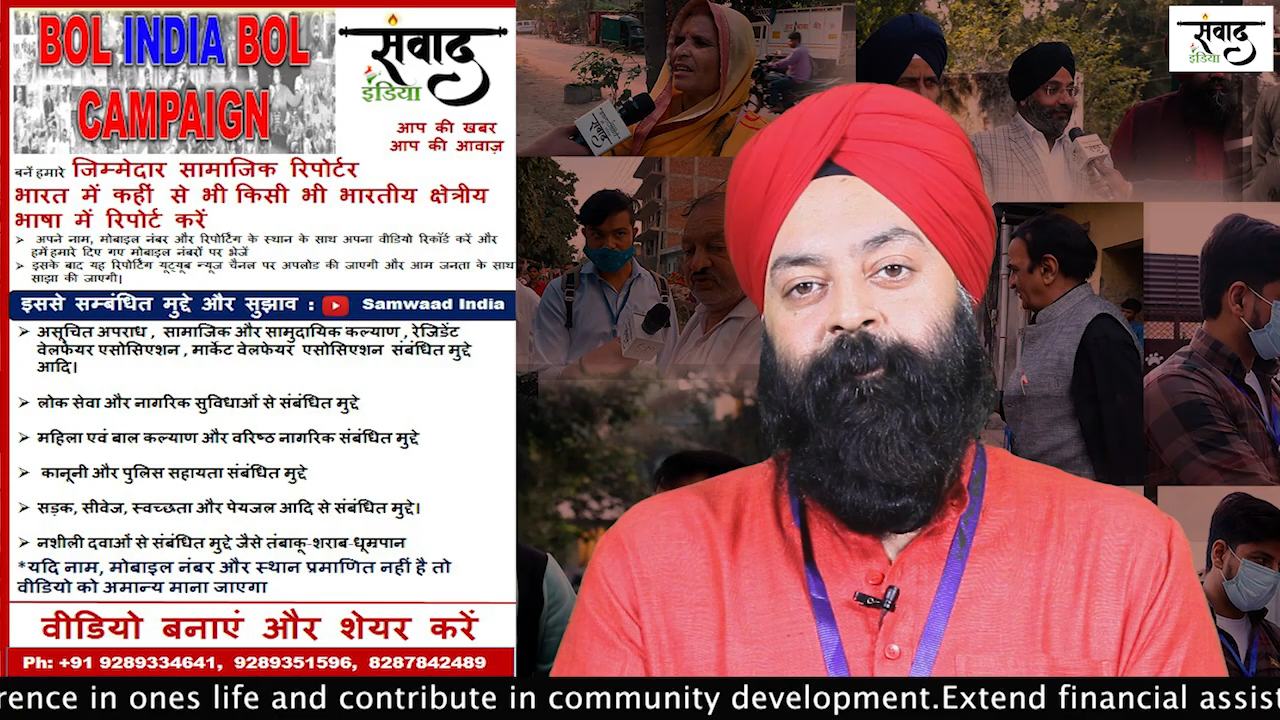 BOL INDIA BOL
CAMPAIGN
संवाद
इंडिया
आप की खबर
आप की आवाज़
बनें हमारे जिम्मेदार सामाजिक रिपोर्टर
भारत में कहीं से भी किसी भी भारतीय क्षेत्रीय
भाषा में रिपोर्ट करें
➢ अपने नाम, मोबाइल नंबर और रिपोर्टिंग के स्थान के साथ अपना वीडियो रिकॉर्ड करें और
हमें हमारे दिए गए मोबाइल नंबरों पर भेजें
➢ इसके बाद यह रिपोर्टिंग यूट्यूब न्यूज चैनल पर अपलोड की जाएगी और आम जनता के साथ
साझा की जाएगी।
इससे सम्बंधित मुद्दे और सुझाव : Samwaad India
➢ असूचित अपराध , सामाजिक और सामुदायिक कल्याण , रेजिडेंट
वेलफेयर एसोसिएशन , मार्केट वेलफेयर एसोसिएशन संबंधित मुद्दे
आदि।
➢ लोक सेवा और नागरिक सुविधाओं से संबंधित मुद्दे
➢ महिला एवं बाल कल्याण और वरिष्ठ नागरिक संबंधित मुद्दे
➢ कानूनी और पुलिस सहायता संबंधित मुद्दे
➢ सड़क, सीवेज, स्वच्छता और पेयजल आदि से संबंधित मुद्दे।
➢ नशीली दवाओं से संबंधित मुद्दे जैसे तंबाकू-शराब-धूम्रपान
*यदि नाम, मोबाइल नंबर और स्थान प्रमाणित नहीं है तो
वीडियो को अमान्य माना जाएगा
वीडियो बनाएं और शेयर करें
Ph: +91 9289334641, 9289351596, 8287842489
संवाद
इंडिया
संवाद
rence in ones life and contribute in community development.Extend financial assist